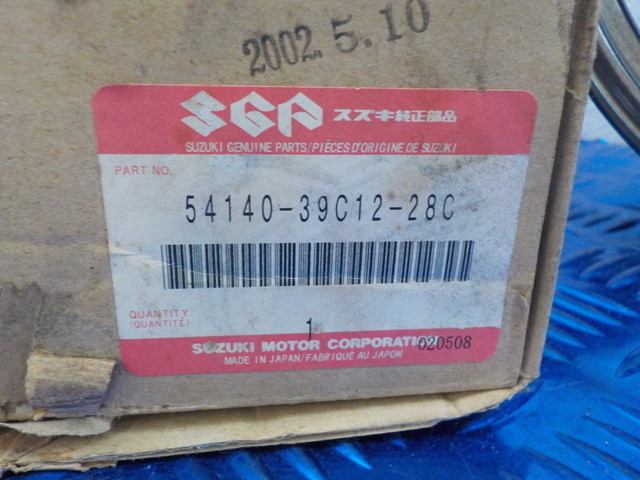 2002.5.10
SGP スズキ純正部品
SUZUKI GENUINE PARTS/PIÈCES D'ORIGINE DE SUZUKI
PART NO.
54140-39C12-28C
QUANTITY
(QUANTITÉ)
1
SUZUKI MOTOR CORPORATION
020508
MADE IN JAPAN/FABRIQUÉ AU JAPON